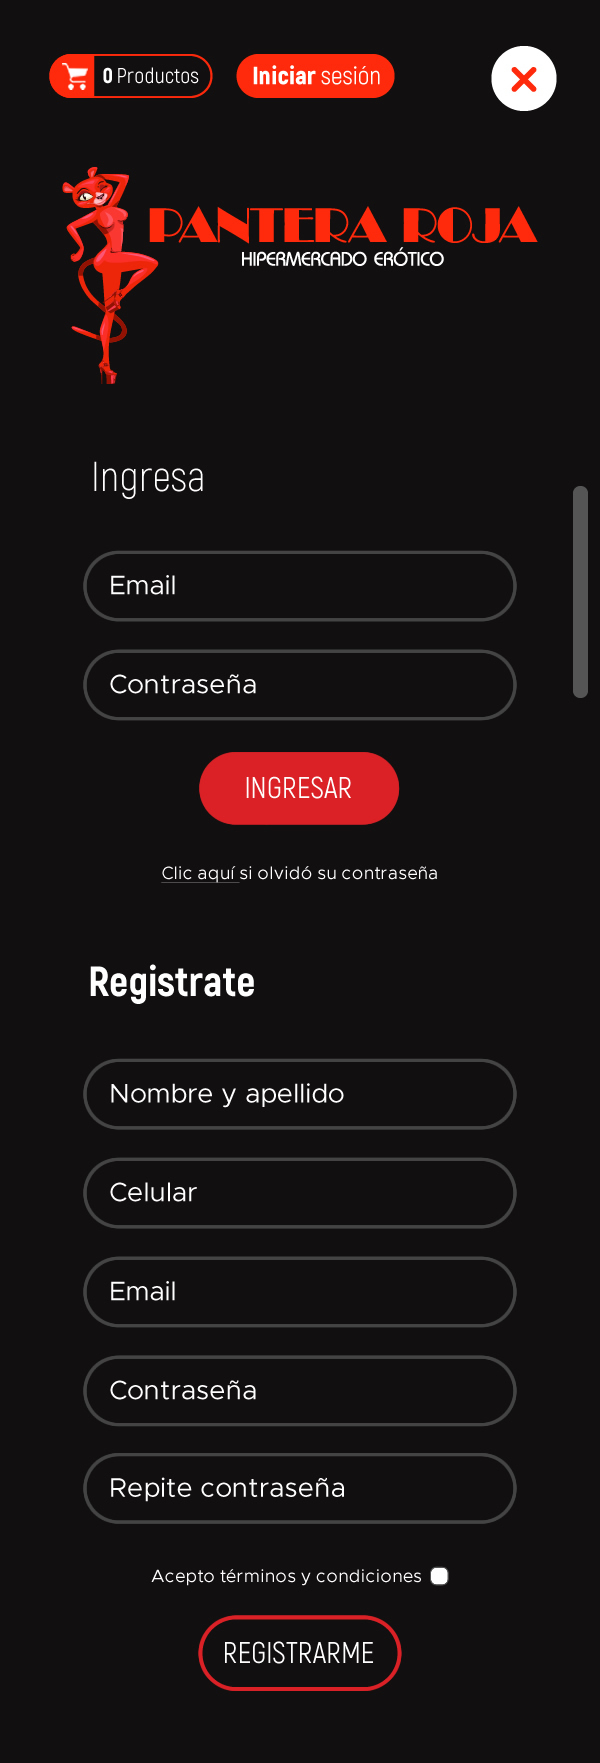 0 Productos
Iniciar sesión
PANTERA ROJA
HIPERMERCADO ERÓTICO
Ingresa
Email
Contraseña
INGRESAR
Clic aquí si olvidó su contraseña
Registrate
Nombre y apellido
Celular
Email
Contraseña
Repite contraseña
Acepto términos y condiciones
REGISTRARME